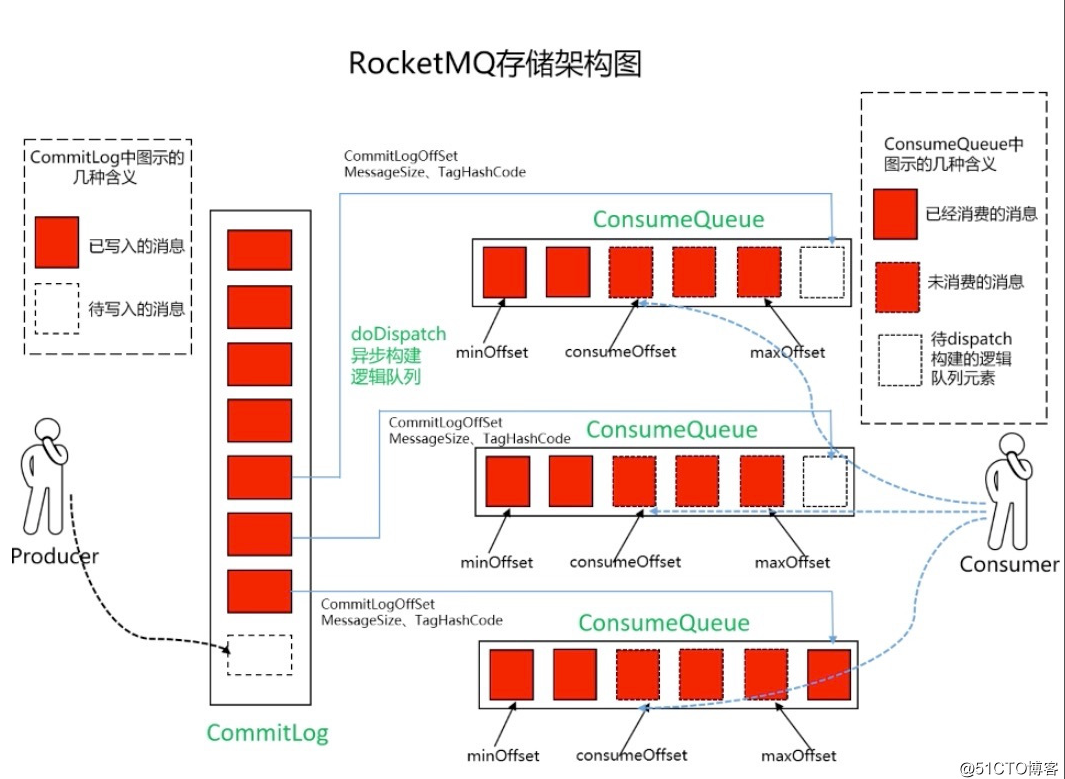 RocketMQ存储架构图
CommitLog中图示的
几种含义
已写入的消息
待写入的消息
CommitLogOffSet
MessageSize、TagHashCode
ConsumeQueue
minOffset
consumeOffset
maxOffset
ConsumeQueue中
图示的几种含义
已经消费的消息
未消费的消息
待dispatch
构建的逻辑
队列元素
doDispatch
异步构建
逻辑队列
CommitLogOffSet
MessageSize、TagHashCode
ConsumeQueue
minOffset
consumeOffset
maxOffset
Producer
Consumer
CommitLogOffSet
MessageSize、TagHashCode
ConsumeQueue
minOffset
consumeOffset
maxOffset
CommitLog
@51CTO博客